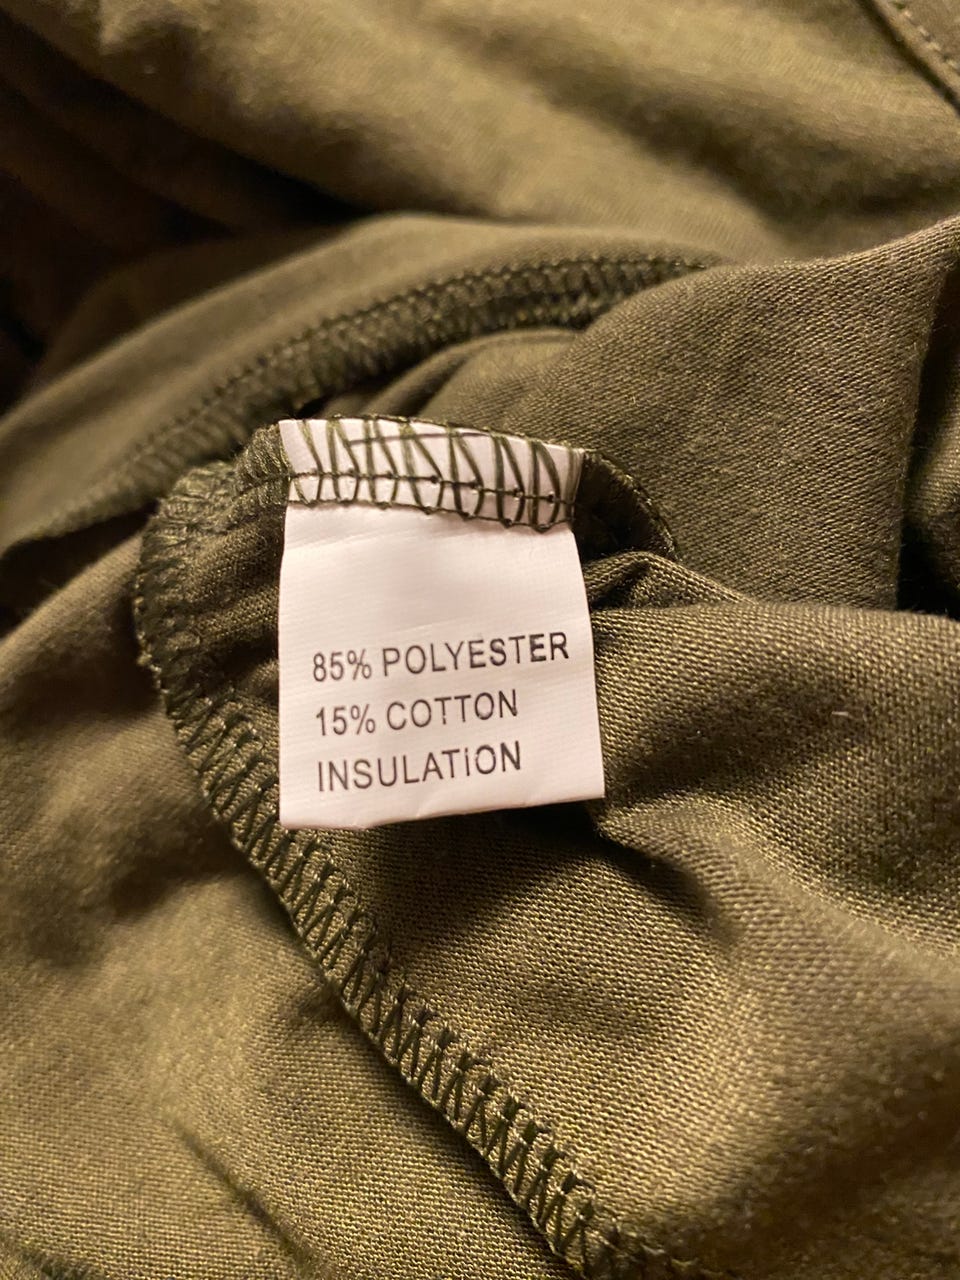 85% POLYESTER
15% COTTON
INSULATiON